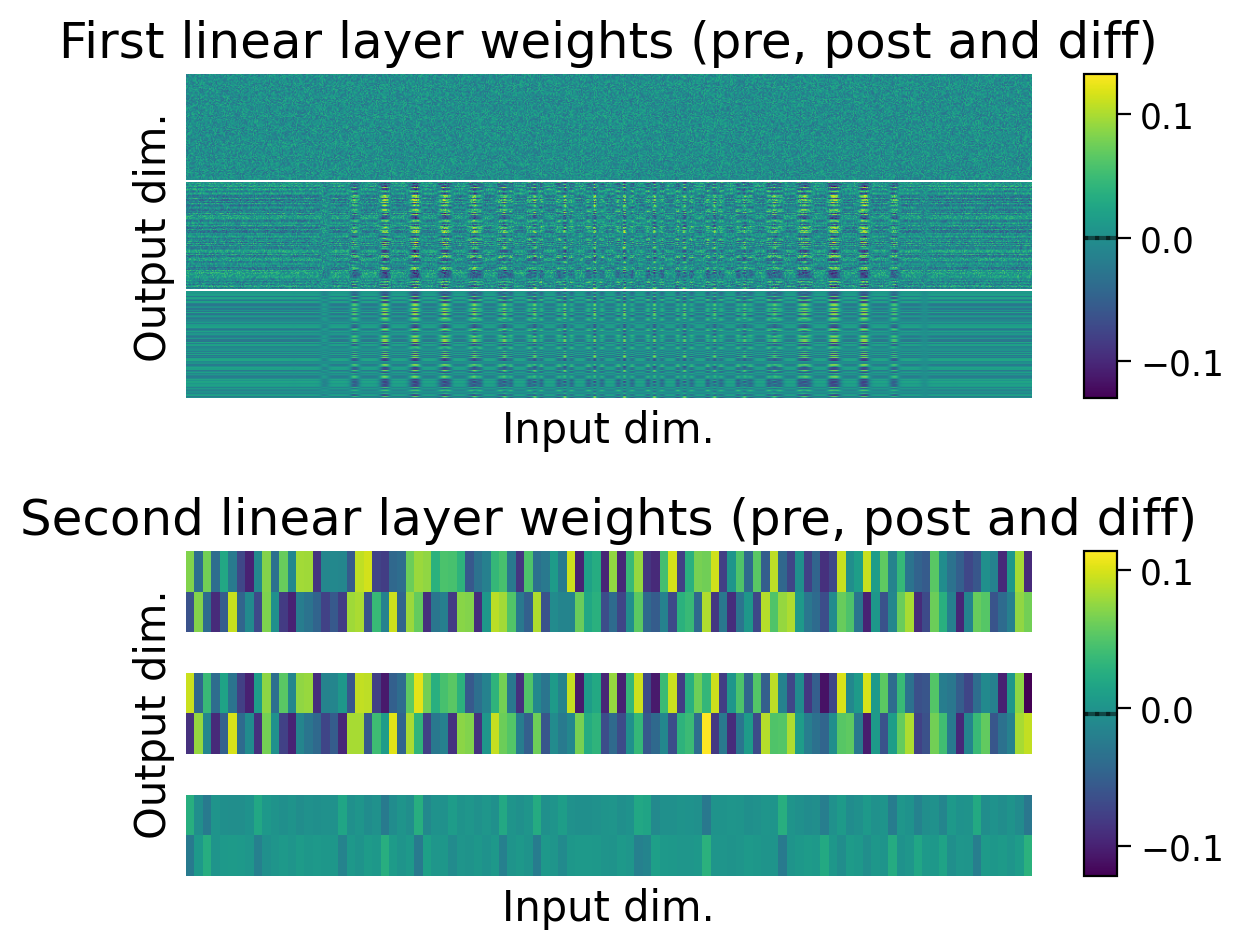 First linear layer weights (pre, post and diff)
Output dim.
0.1
0.0
−0.1
Input dim.
Second linear layer weights (pre, post and diff)
Output dim.
0.1
0.0
−0.1
Input dim.